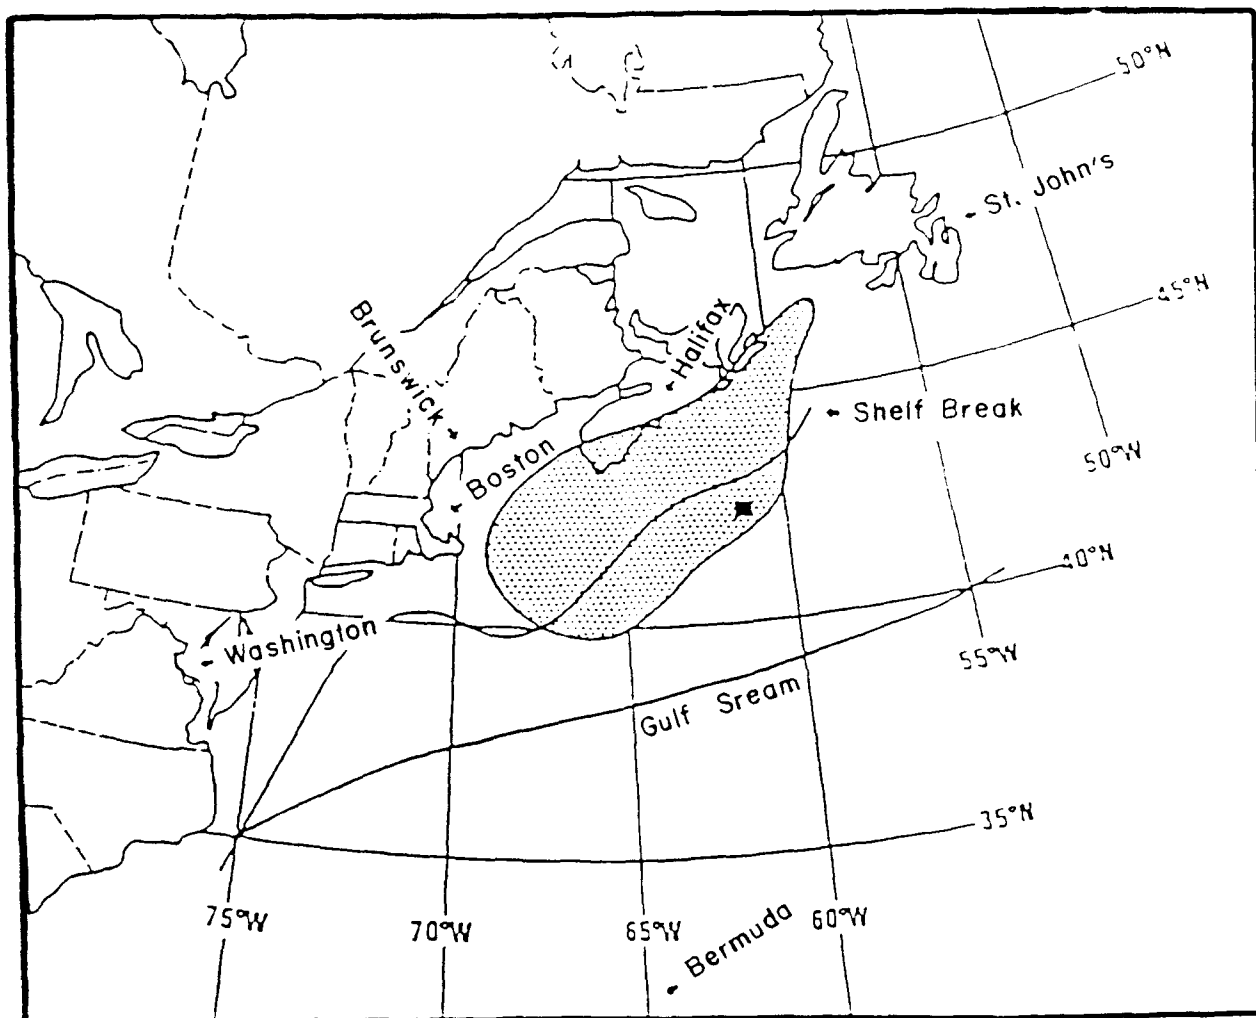 50°N
St. John's
45°N
Brunswick
Halifax
Shelf Break
Boston
50°W
40°N
Washington
55°W
Gulf Sream
35°N
75°W
70°W
65°W
60°W
Bermuda